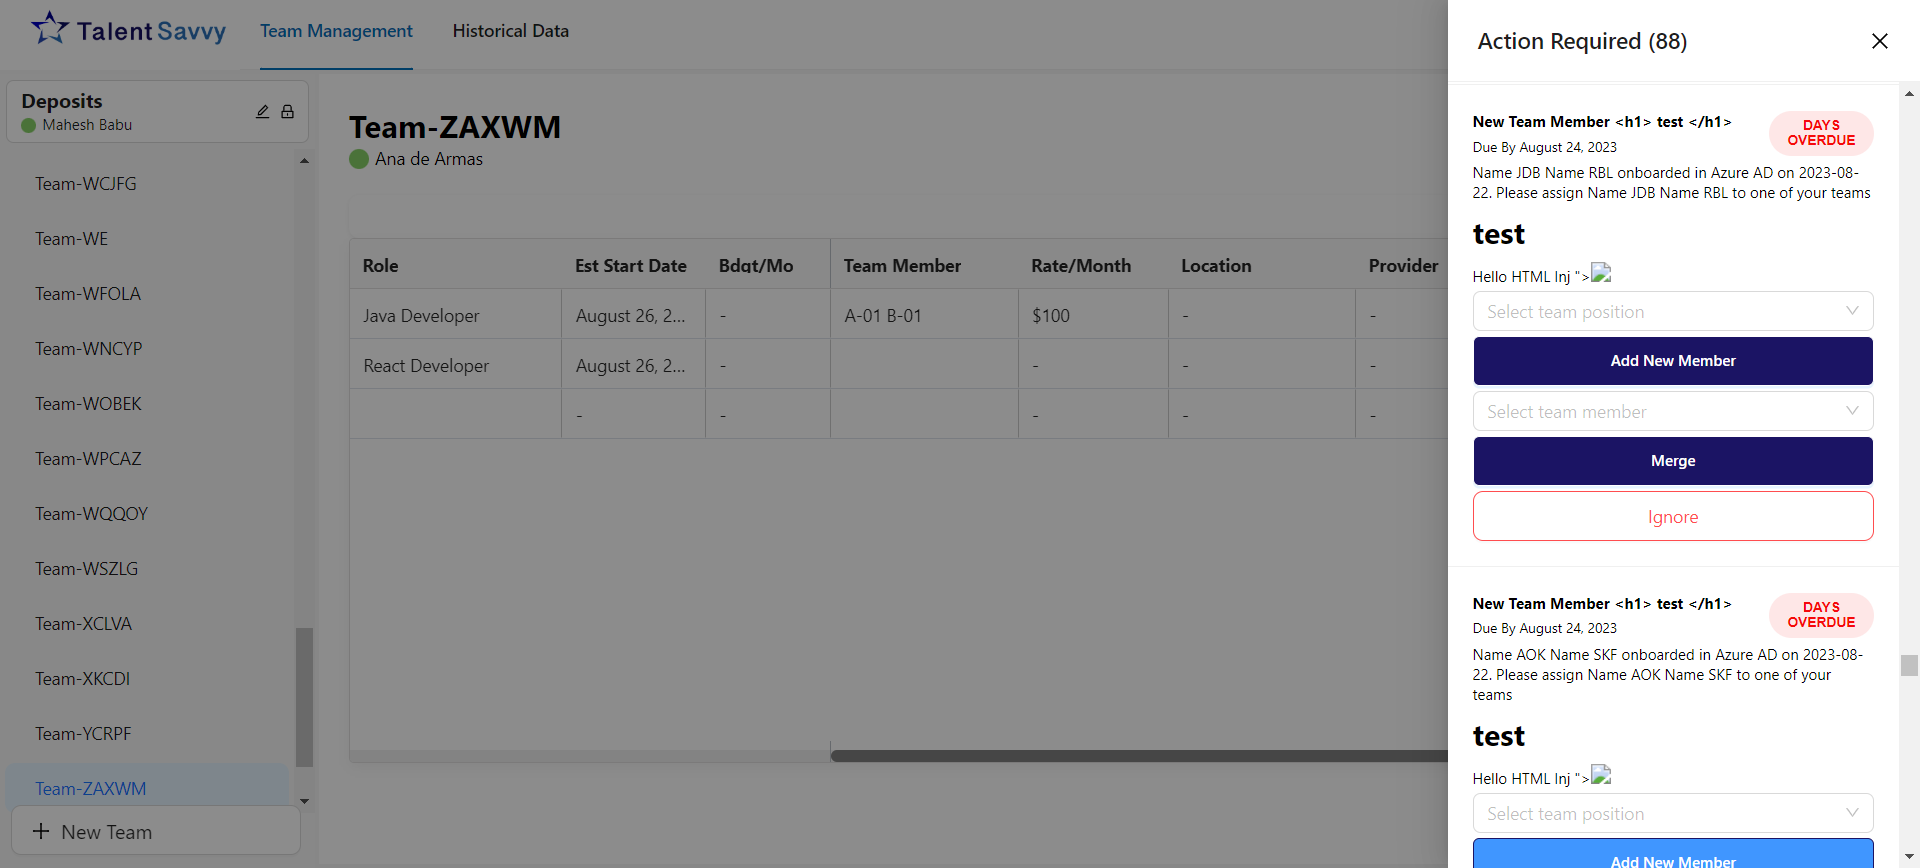 Talent Savvy
Team Management
Historical Data
Deposits
Mahesh Babu
Team-WCJFG
Team-WE
Team-WFOLA
Team-WNCYP
Team-WOBEK
Team-WPCAZ
Team-WQQOY
Team-WSZLG
Team-XCLVA
Team-XKCDI
Team-YCRPF
Team-ZAXWM
+ New Team
Team-ZAXWM
Ana de Armas
Role Est Start Date Bdgt/Mo Team Member Rate/Month Location Provider
Java Developer August 26, 2... - A-01 B-01 $100 - -
React Developer August 26, 2... - - - -
- - - - -
Action Required (88)
New Team Member <h1> test </h1>
DAYS
OVERDUE
Due By August 24, 2023
Name JDB Name RBL onboarded in Azure AD on 2023-08-
22. Please assign Name JDB Name RBL to one of your teams
test
Hello HTML Inj ">
Select team position
Add New Member
Select team member
Merge
Ignore
New Team Member <h1> test </h1>
DAYS
OVERDUE
Due By August 24, 2023
Name AOK Name SKF onboarded in Azure AD on 2023-08-
22. Please assign Name AOK Name SKF to one of your
teams
test
Hello HTML Inj ">
Select team position
Add New Member